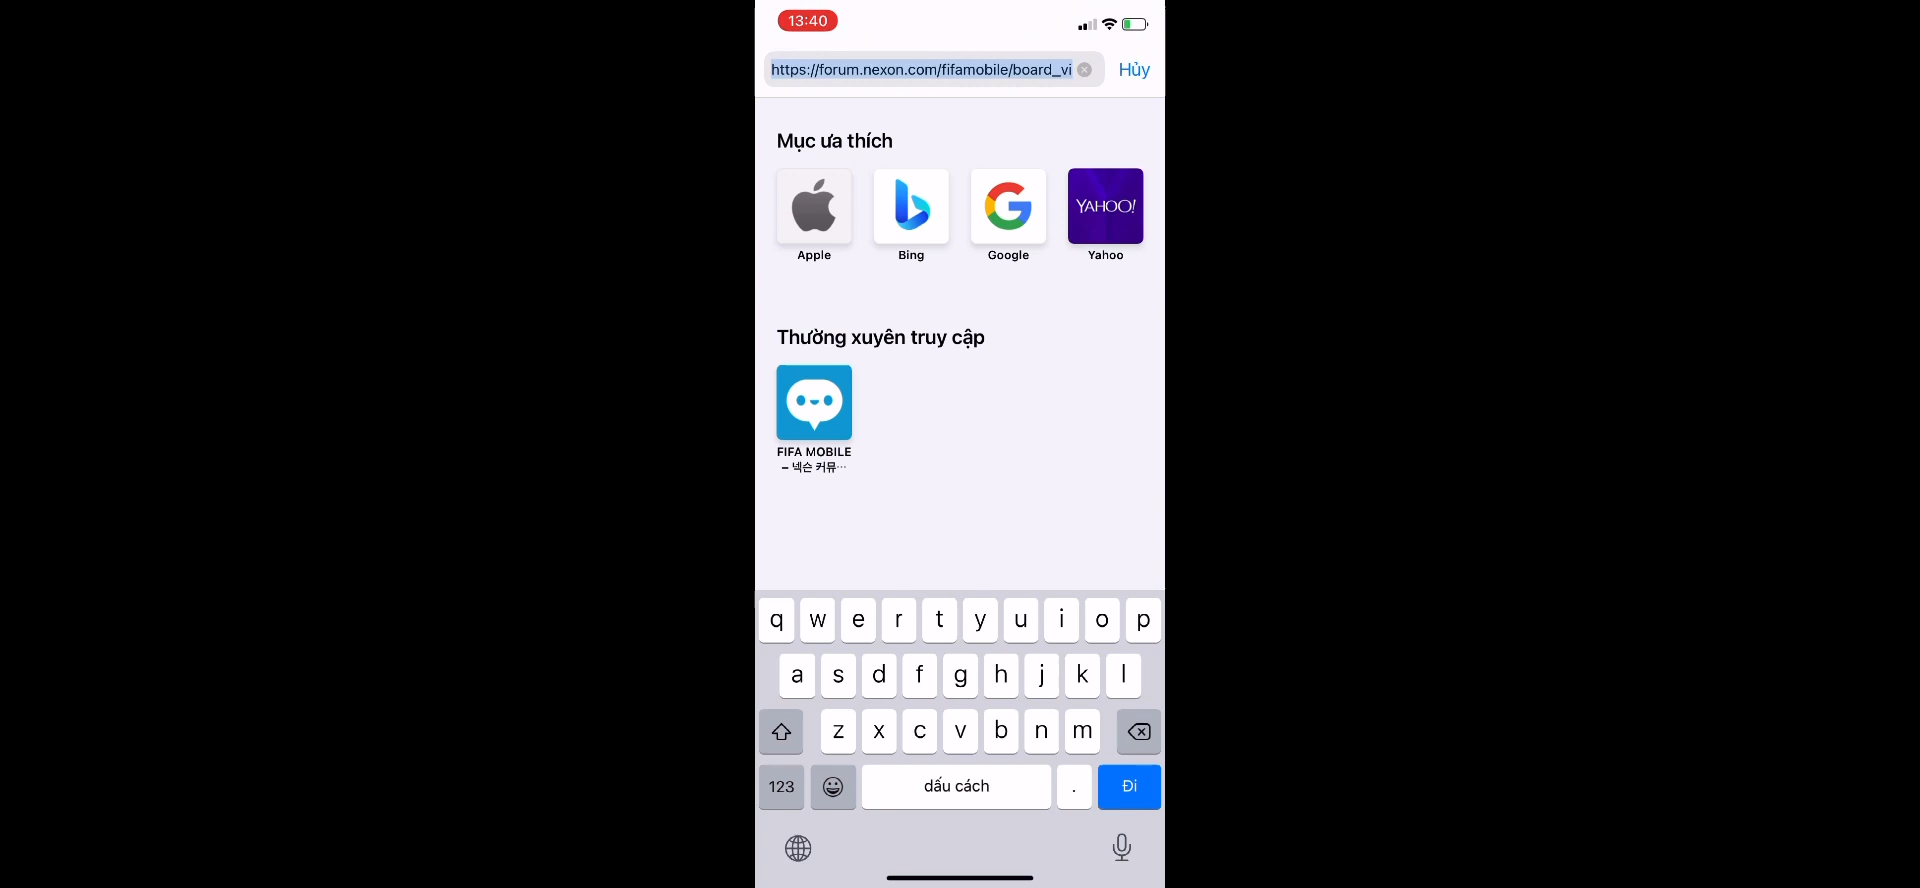 13:40
https://forum.nexon.com/fifamobile/board_vi
Hủy
Mục ưa thích
YAHOO!
Apple
Bing
Google
Yahoo
Thường xuyên truy cập
FIFA MOBILE
– 넥슨 커뮤…
q w e r t y u i o p
a s d f g h j k l
z x c v b n m
123
dấu cách
.
Đi